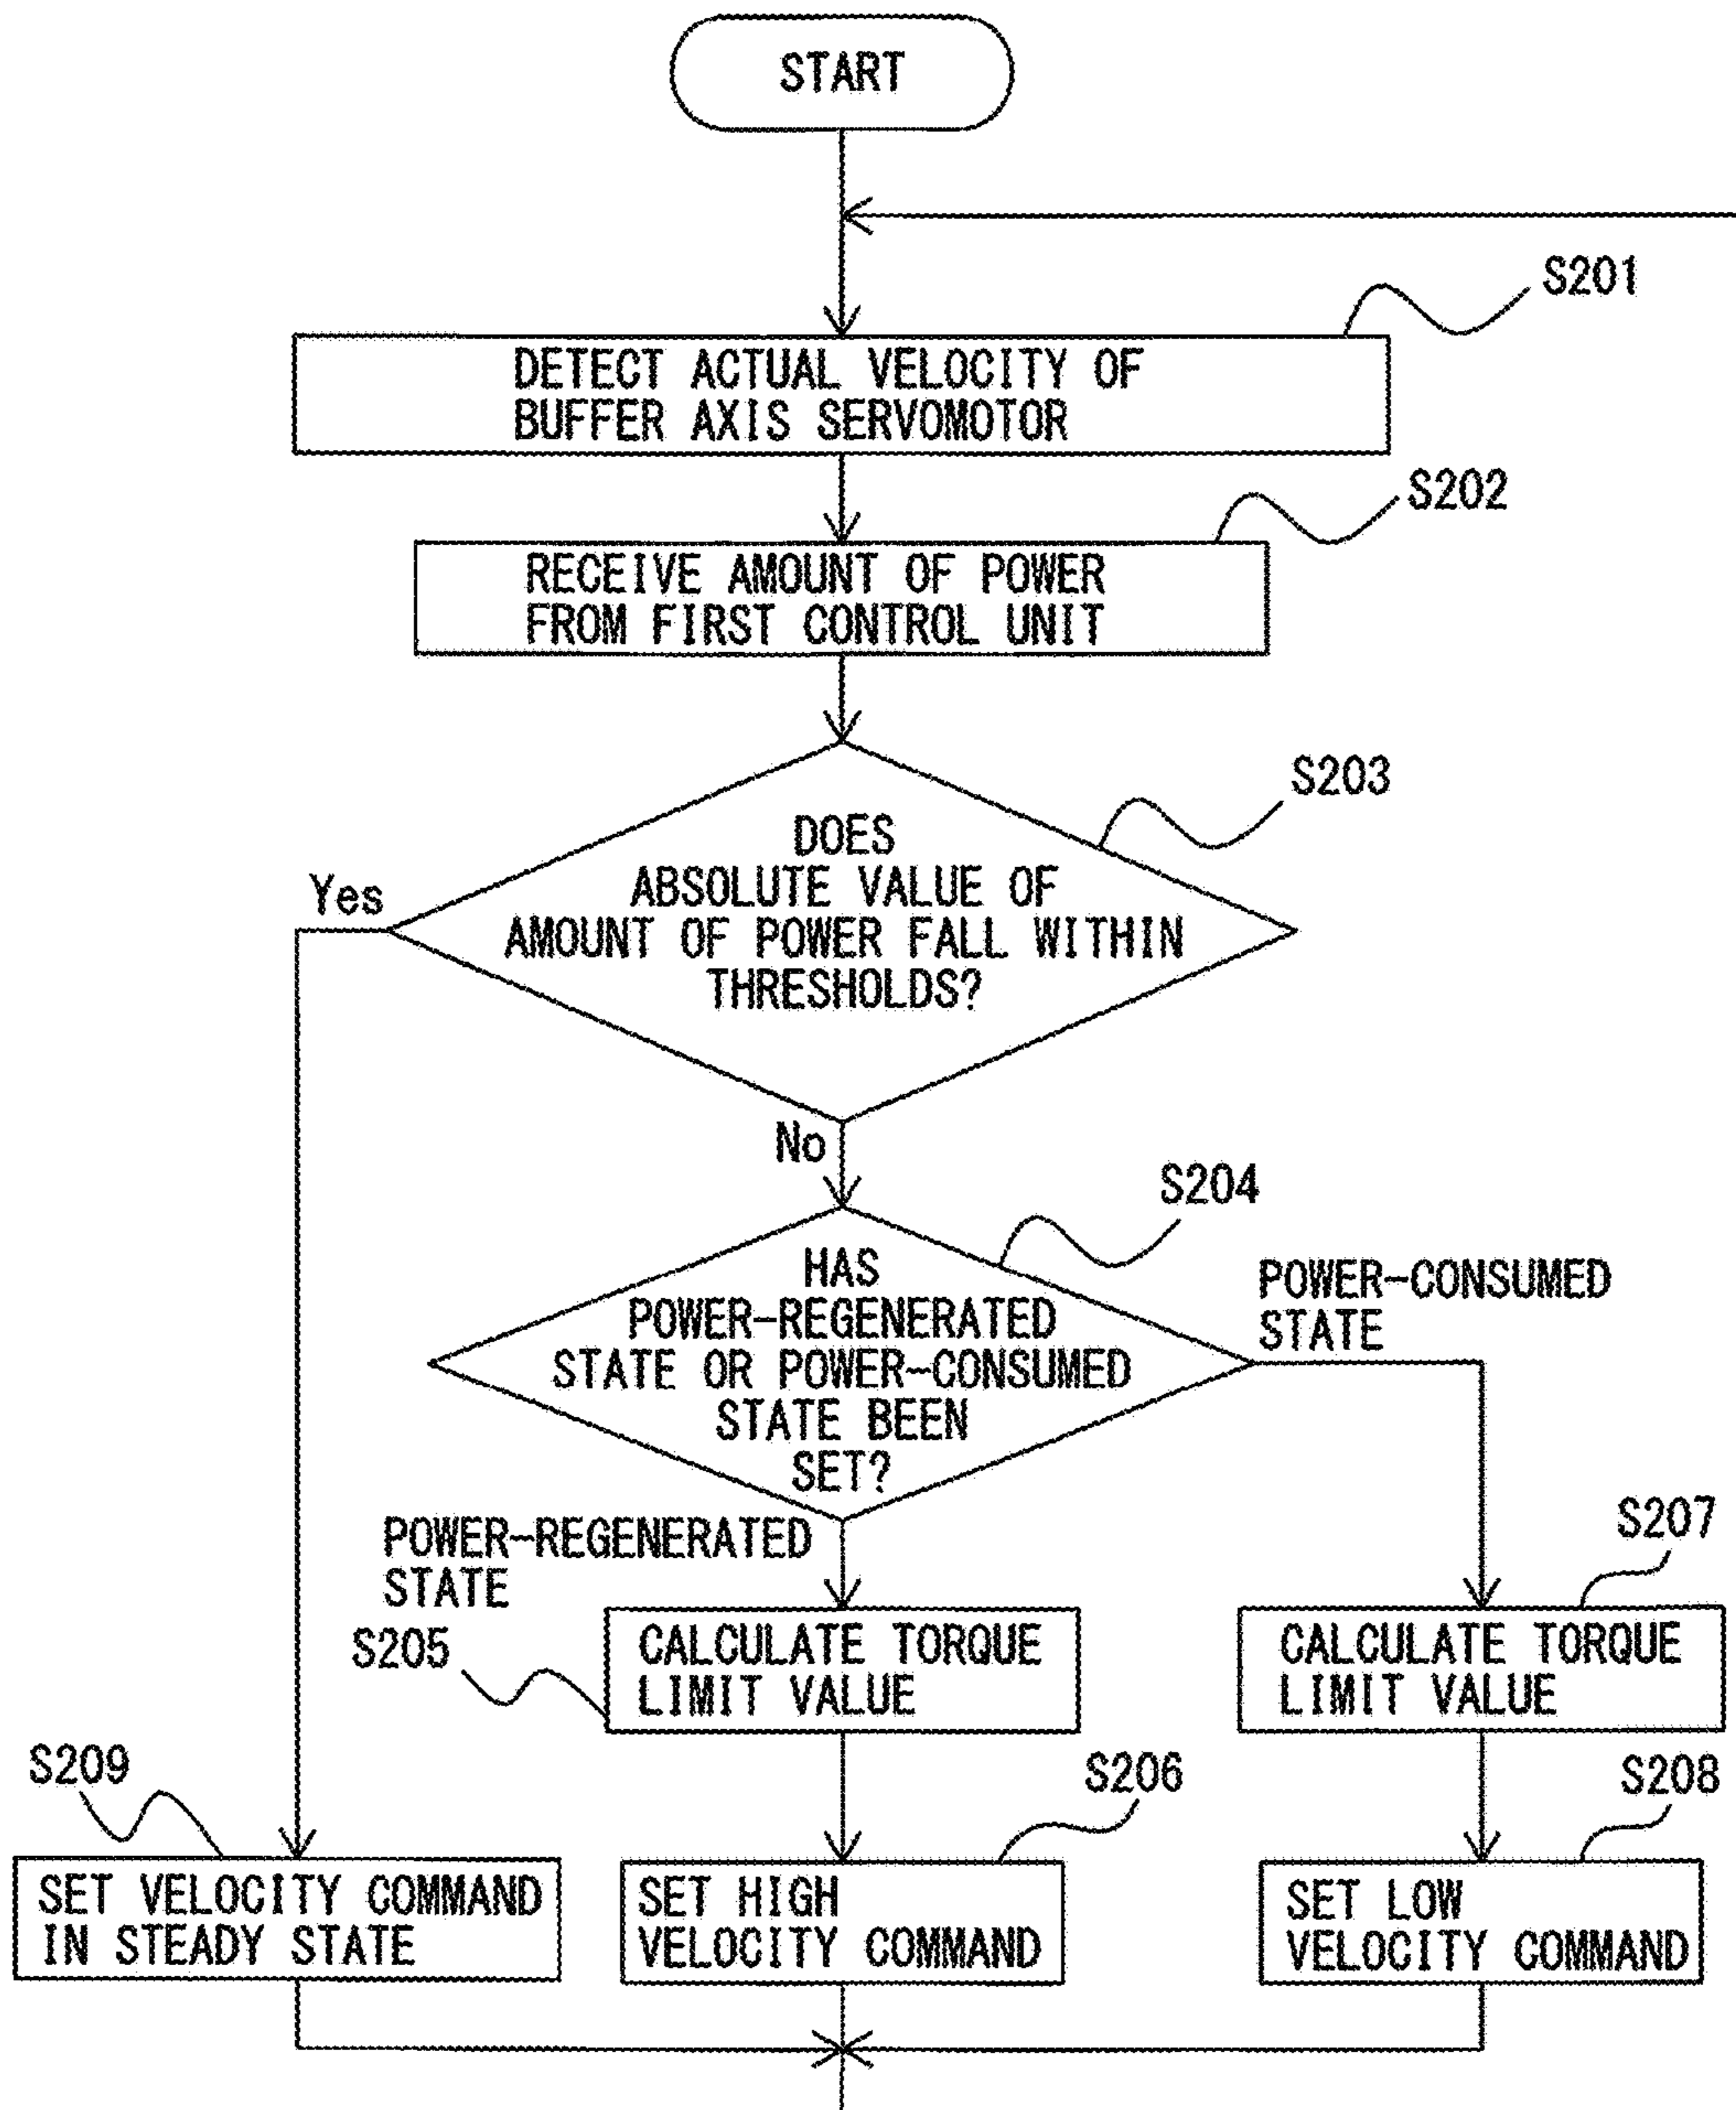 START
S201
DETECT ACTUAL VELOCITY OF
BUFFER AXIS SERVOMOTOR
S202
RECEIVE AMOUNT OF POWER
FROM FIRST CONTROL UNIT
S203
DOES
ABSOLUTE VALUE OF
AMOUNT OF POWER FALL WITHIN
THRESHOLDS?
Yes
No
S204
HAS
POWER-REGENERATED
STATE OR POWER-CONSUMED
STATE BEEN
SET?
POWER-CONSUMED
STATE
POWER-REGENERATED
STATE
S205
CALCULATE TORQUE
LIMIT VALUE
S207
CALCULATE TORQUE
LIMIT VALUE
S209
SET VELOCITY COMMAND
IN STEADY STATE
S206
SET HIGH
VELOCITY COMMAND
S208
SET LOW
VELOCITY COMMAND